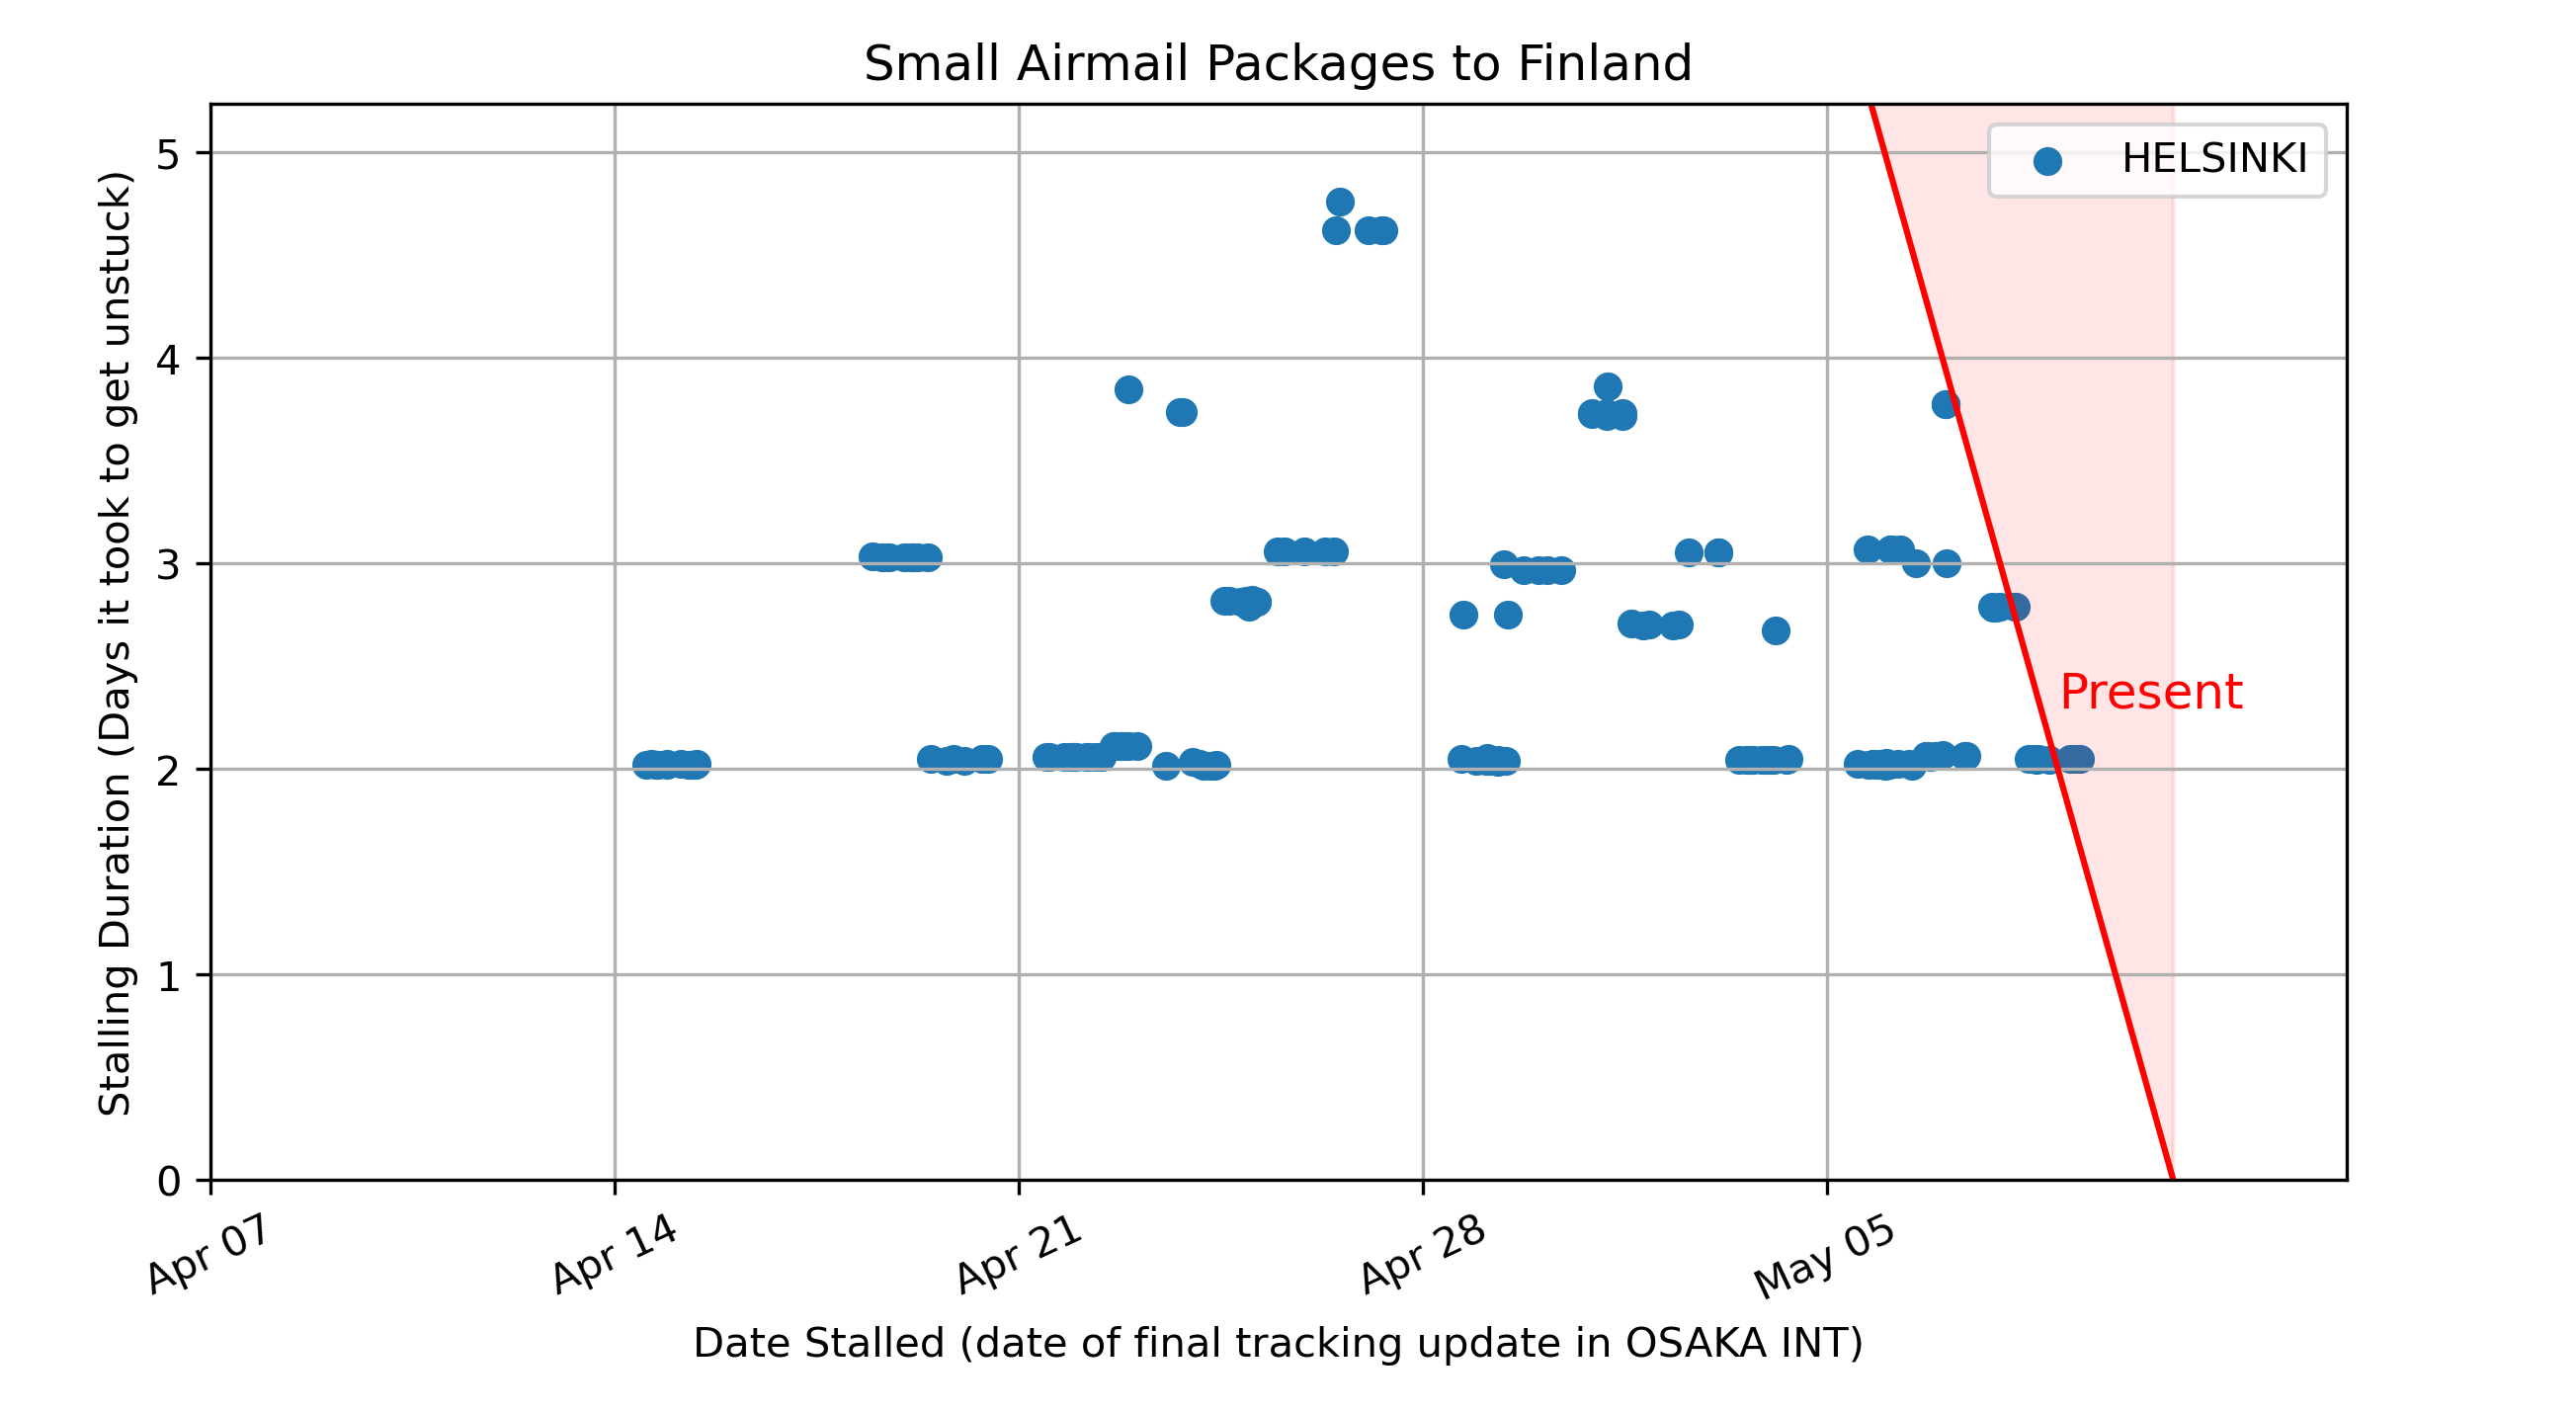 Small Airmail Packages to Finland
HELSINKI
Stalling Duration (Days it took to get unstuck)
5
4
3
2
1
0
Present
Apr 07
Apr 14
Apr 21
Apr 28
May 05
Date Stalled (date of final tracking update in OSAKA INT)